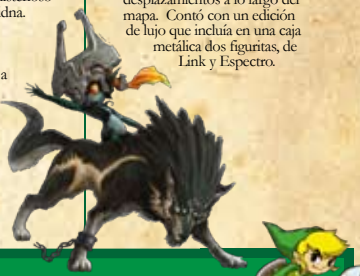 dna.
a
desplazamientos a lo largo del
mapa. Contó con un edición
de lujo que incluía en una caja
metálica dos figuritas, de
Link y Espectro.